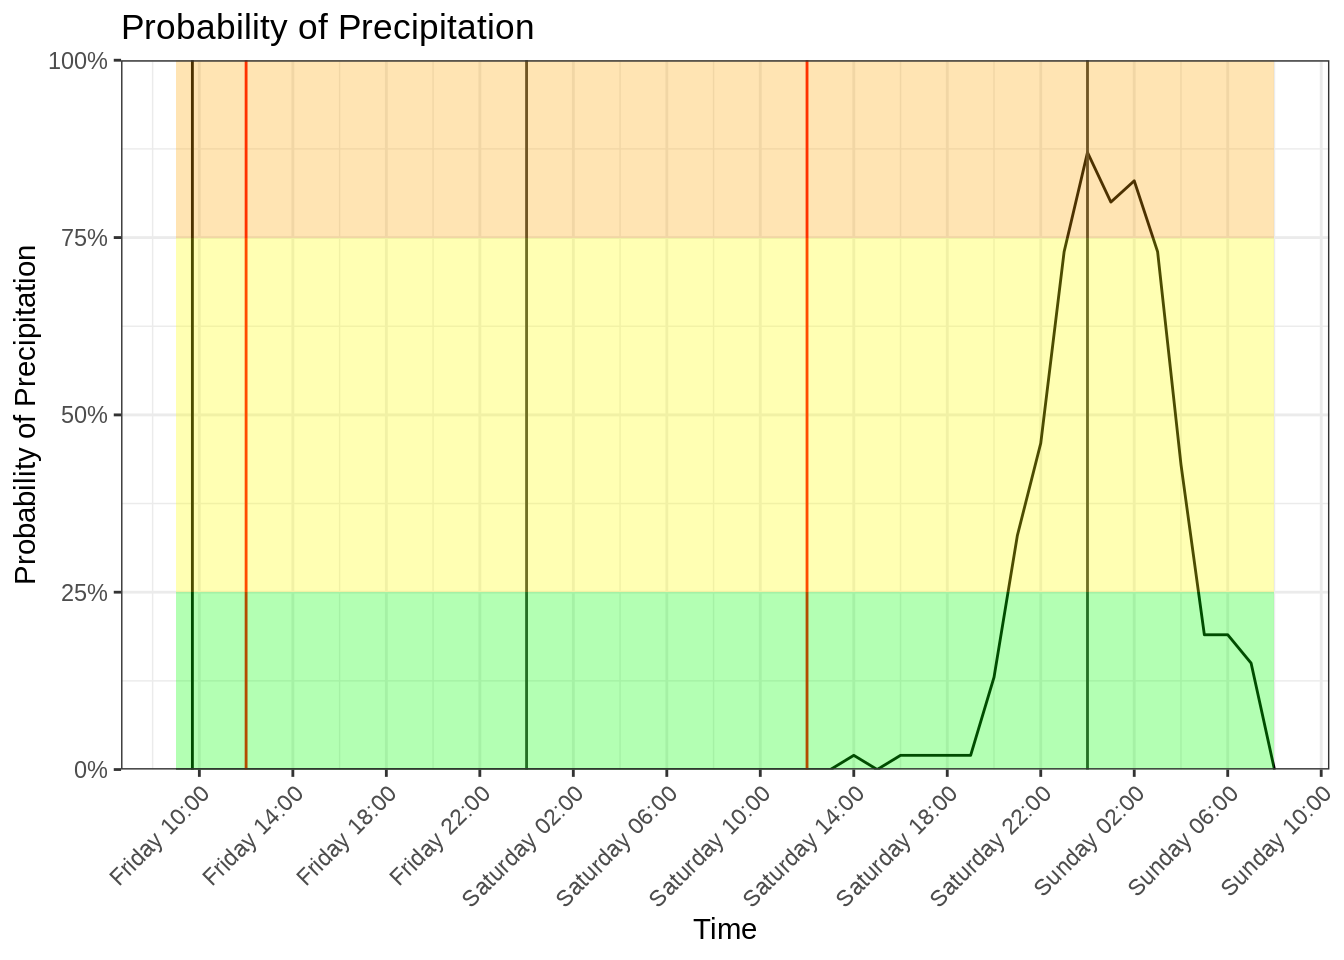 Probability of Precipitation
Probability of Precipitation
100%
75%
50%
25%
0%
Friday 10:00
Friday 14:00
Friday 18:00
Friday 22:00
Saturday 02:00
Saturday 06:00
Saturday 10:00
Saturday 14:00
Saturday 18:00
Saturday 22:00
Sunday 02:00
Sunday 06:00
Sunday 10:00
Time